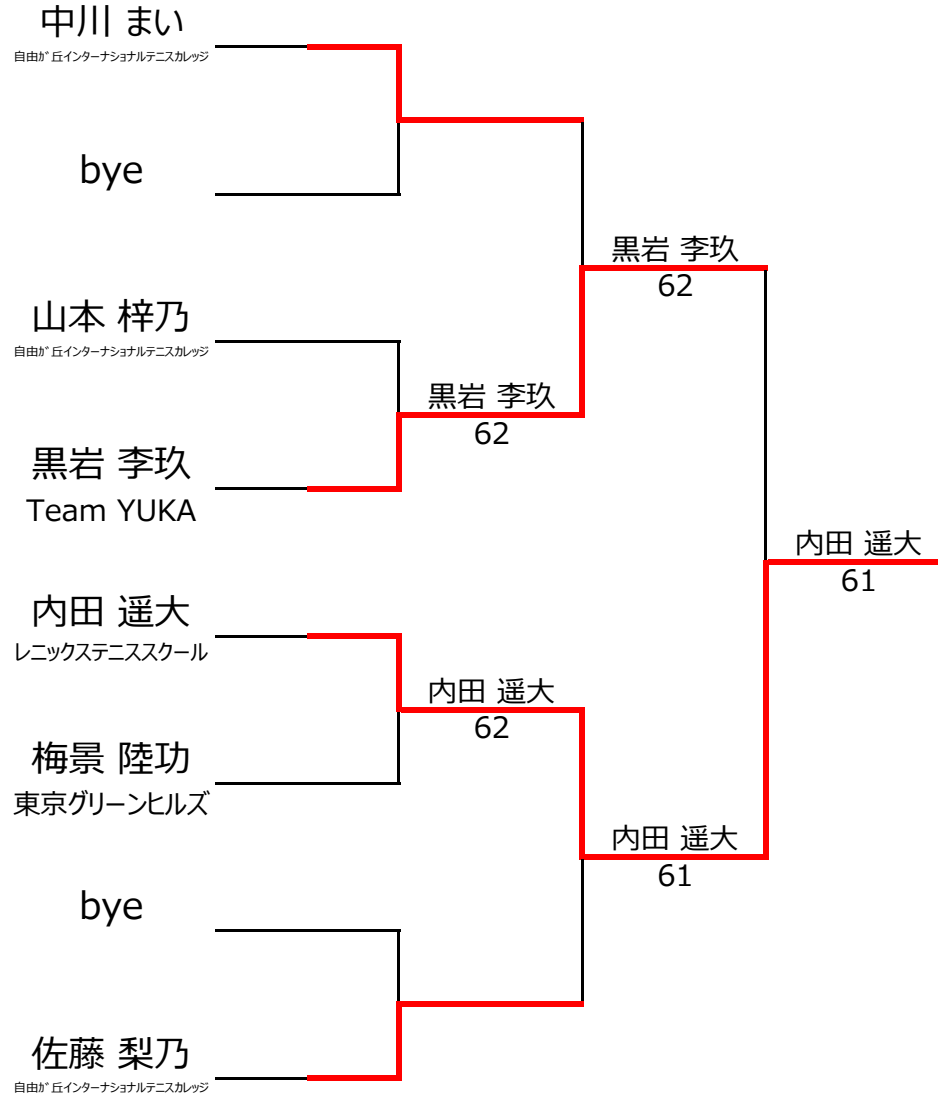 中川 まい
自由が丘インターナショナルテニスカレッジ
bye
山本 梓乃
自由が丘インターナショナルテニスカレッジ
黒岩 李玖
Team YUKA
内田 遥大
レニックステニススクール
梅景 陸功
東京グリーンヒルズ
bye
佐藤 梨乃
自由が丘インターナショナルテニスカレッジ
黒岩 李玖
62
内田 遥大
62
黒岩 李玖
62
内田 遥大
61
内田 遥大
61